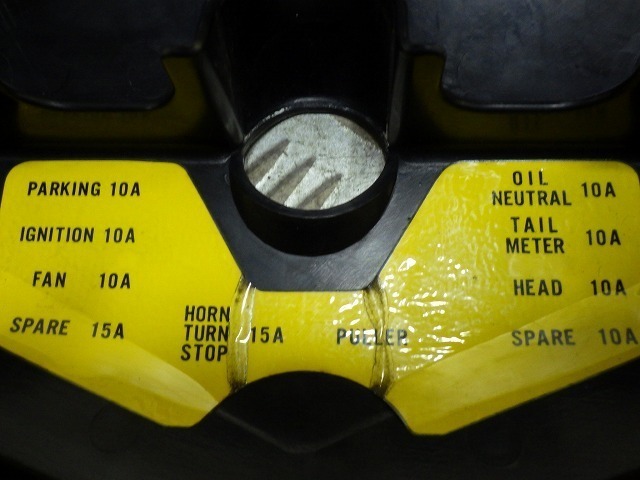 PARKING 10A
IGNITION 10A
FAN 10A
SPARE 15A
HORN
TURN 15A
STOP
PULLER
OIL
NEUTRAL 10A
TAIL
METER 10A
HEAD 10A
SPARE 10A